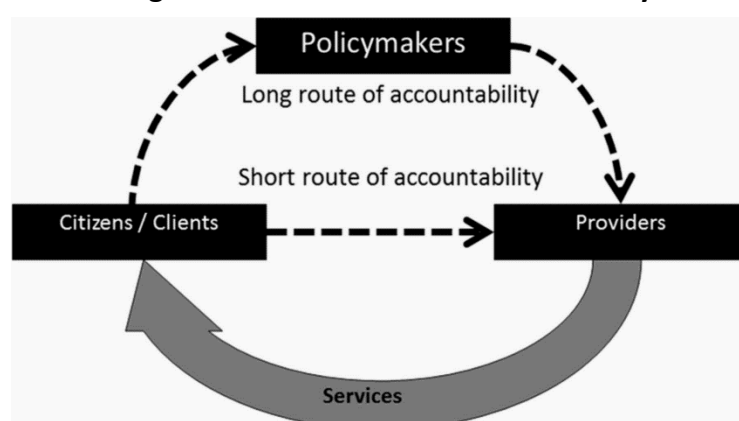 Policymakers
Long route of accountability
Short route of accountability
Citizens / Clients
Providers
Services